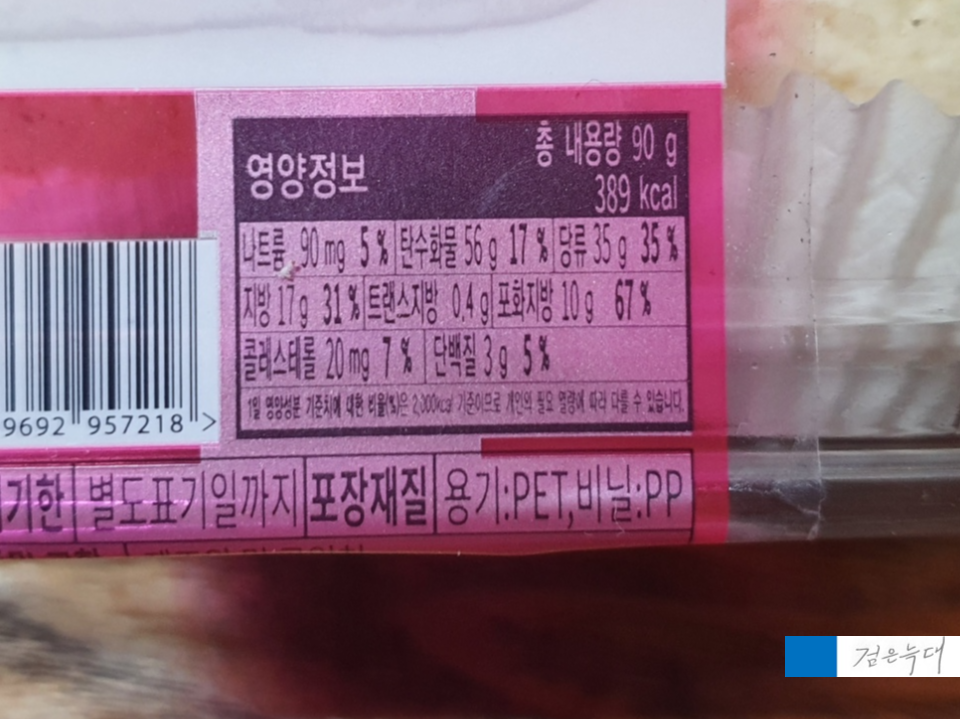 영양정보
총 내용량 90 g
389 kcal
나트륨 90 mg 5 % 탄수화물 56 g 17 % 당류 35 g 35 %
지방 17 g 31 % 트랜스지방 0.4 g 포화지방 10 g 67 %
콜레스테롤 20 mg 7 % 단백질 3 g 5 %
1일 영양성분 기준치에 대한 비율(%)은 2,000kcal 기준이므로 개인의 필요 열량에 따라 다를 수 있습니다.
9692 957218 >
기한 별도표기일까지 포장재질 용기:PET,비닐:PP
검은늑대